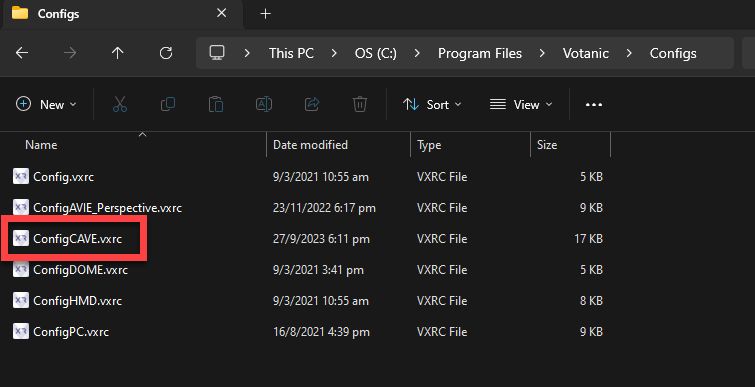 Configs
This PC > OS (C:) > Program Files > Votanic > Configs
New Sort View
Name Date modified Type Size
Config.vxrc 9/3/2021 10:55 am VXRC File 5 KB
ConfigAVIE_Perspective.vxrc 23/11/2022 6:17 pm VXRC File 9 KB
ConfigCAVE.vxrc 27/9/2023 6:11 pm VXRC File 17 KB
ConfigDOME.vxrc 9/3/2021 3:41 pm VXRC File 5 KB
ConfigHMD.vxrc 9/3/2021 10:55 am VXRC File 8 KB
ConfigPC.vxrc 16/8/2021 4:39 pm VXRC File 5 KB